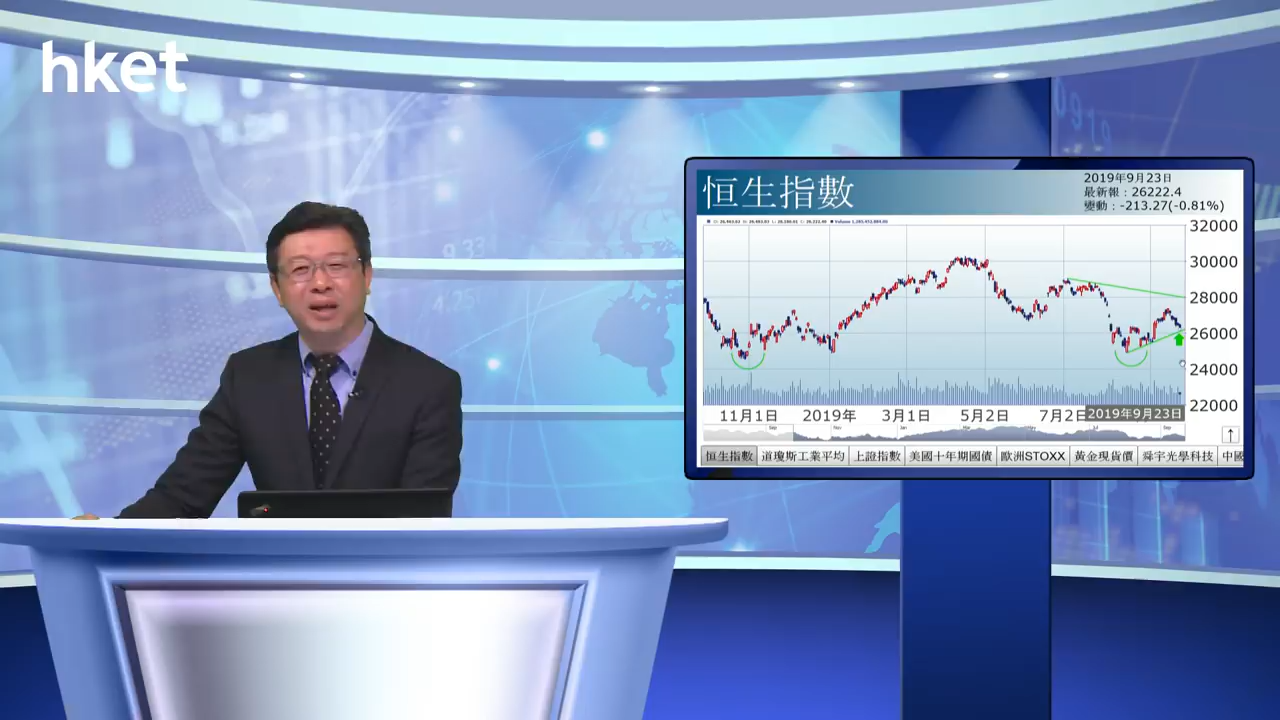 hket
恒生指數
2019年9月23日
最新報：26222.4
變動：-213.27(-0.81%)
32000
30000
28000
26000
24000
22000
11月1日 2019年 3月1日 5月2日 7月2日 2019年9月23日
恒生指數 道瓊斯工業平均 上證指數 美國十年期國債 歐洲STOXX 黃金現貨價 舜宇光學科技 中國